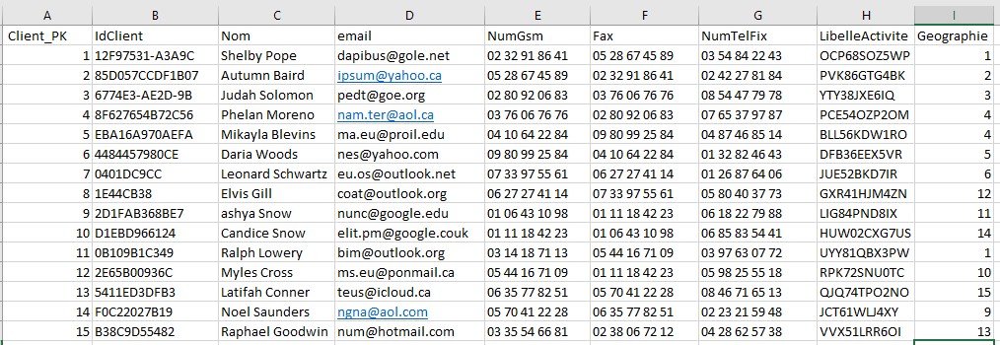 A B C D E F G H I
Client_PK IdClient Nom email NumGsm Fax NumTelFix LibelleActivite Geographie
1 12F97531-A3A9C Shelby Pope dapibus@gole.net 02 32 91 86 41 05 28 67 45 89 03 54 84 22 43 OCP68SOZ5WP 1
2 85D057CCDF1B07 Autumn Baird ipsum@yahoo.ca 05 28 67 45 89 02 32 91 86 41 02 42 27 81 84 PVK86GTG4BK 2
3 6774E3-AE2D-9B Judah Solomon pedt@goe.org 02 80 92 06 83 03 76 06 76 76 08 54 47 79 78 YTY38JXE6IQ 3
4 8F627654B72C56 Phelan Moreno nam.ter@aol.ca 03 76 06 76 76 02 80 92 06 83 07 65 37 97 87 PCE54OZP2OM 4
5 EBA16A970AEFA Mikayla Blevins ma.eu@proil.edu 04 10 64 22 84 09 80 99 25 84 04 87 46 85 14 BLL56KDW1RO 4
6 4484457980CE Daria Woods nes@yahoo.com 09 80 99 25 84 04 10 64 22 84 01 32 82 46 43 DFB36EEX5VR 5
7 0401DC9CC Leonard Schwartz eu.os@outlook.net 07 33 97 55 61 06 27 27 41 14 01 26 87 64 06 JUE52BKD7IR 6
8 1E44CB38 Elvis Gill coat@outlook.org 06 27 27 41 14 07 33 97 55 61 05 80 40 37 73 GXR41HJM4ZN 12
9 2D1FAB368BE7 ashya Snow nunc@google.edu 01 06 43 10 98 01 11 18 42 23 06 18 22 79 88 LIG84PND8IX 11
10 D1EBD966124 Candice Snow elit.pm@google.couk 01 11 18 42 23 01 06 43 10 98 06 85 83 54 41 HUW02CXG7US 14
11 0B109B1C349 Ralph Lowery bim@outlook.org 03 14 18 71 13 05 44 16 71 09 03 97 63 07 72 UYY81QBX3PW 1
12 2E65B00936C Myles Cross ms.eu@ponmail.ca 05 44 16 71 09 01 11 18 42 23 05 98 25 55 18 RPK72SNU0TC 10
13 5411ED3DFB3 Latifah Conner teus@icloud.ca 06 35 77 82 51 05 70 41 22 28 08 46 71 65 13 QJQ74TPO2NO 15
14 F0C22027B19 Noel Saunders ngna@aol.com 05 70 41 22 28 06 35 77 82 51 02 23 21 59 48 JCT61WLJ4XY 9
15 B38C9D55482 Raphael Goodwin num@hotmail.com 03 35 54 66 81 02 38 06 72 12 04 28 62 57 38 VVX51LRR6OI 13